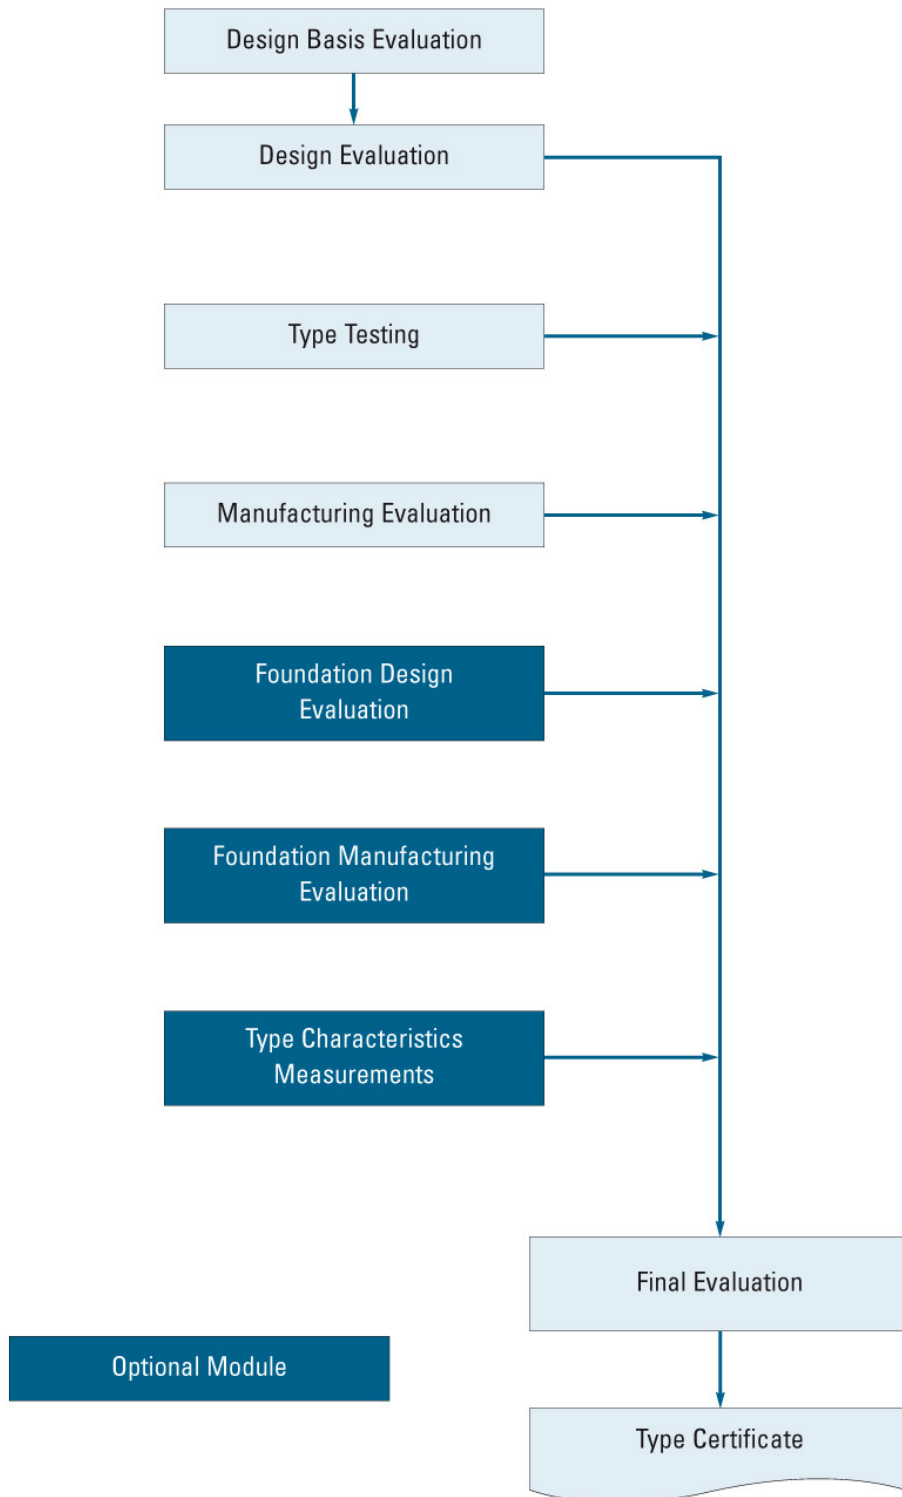 Design Basis Evaluation
Design Evaluation
Type Testing
Manufacturing Evaluation
Foundation Design
Evaluation
Foundation Manufacturing
Evaluation
Type Characteristics
Measurements
Final Evaluation
Optional Module
Type Certificate